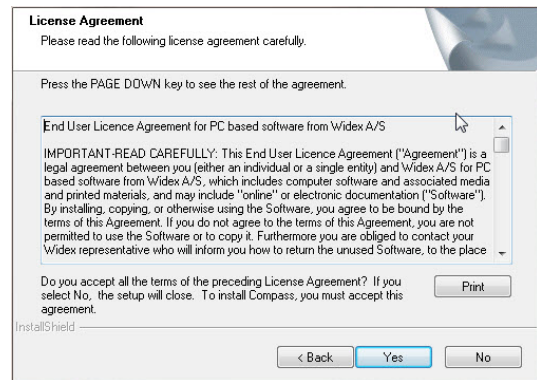 License Agreement
Please read the following license agreement carefully.
Press the PAGE DOWN key to see the rest of the agreement.
End User Licence Agreement for PC based software from Widex A/S
IMPORTANT-READ CAREFULLY: This End User Licence Agreement ("Agreement") is a
legal agreement between you (either an individual or a single entity) and Widex A/S for PC
based software from Widex A/S, which includes computer software and associated media
and printed materials, and may include "online" or electronic documentation ("Software").
By installing, copying, or otherwise using the Software, you agree to be bound by the
terms of this Agreement. If you do not agree to the terms of this Agreement, you are not
permitted to use the Software or to copy it. Furthermore you are obliged to contact your
Widex representative who will inform you how to return the unused Software, to the place
Do you accept all the terms of the preceding License Agreement? If you
select No, the setup will close. To install Compass, you must accept this
agreement.
Print
InstallShield
< Back
Yes
No